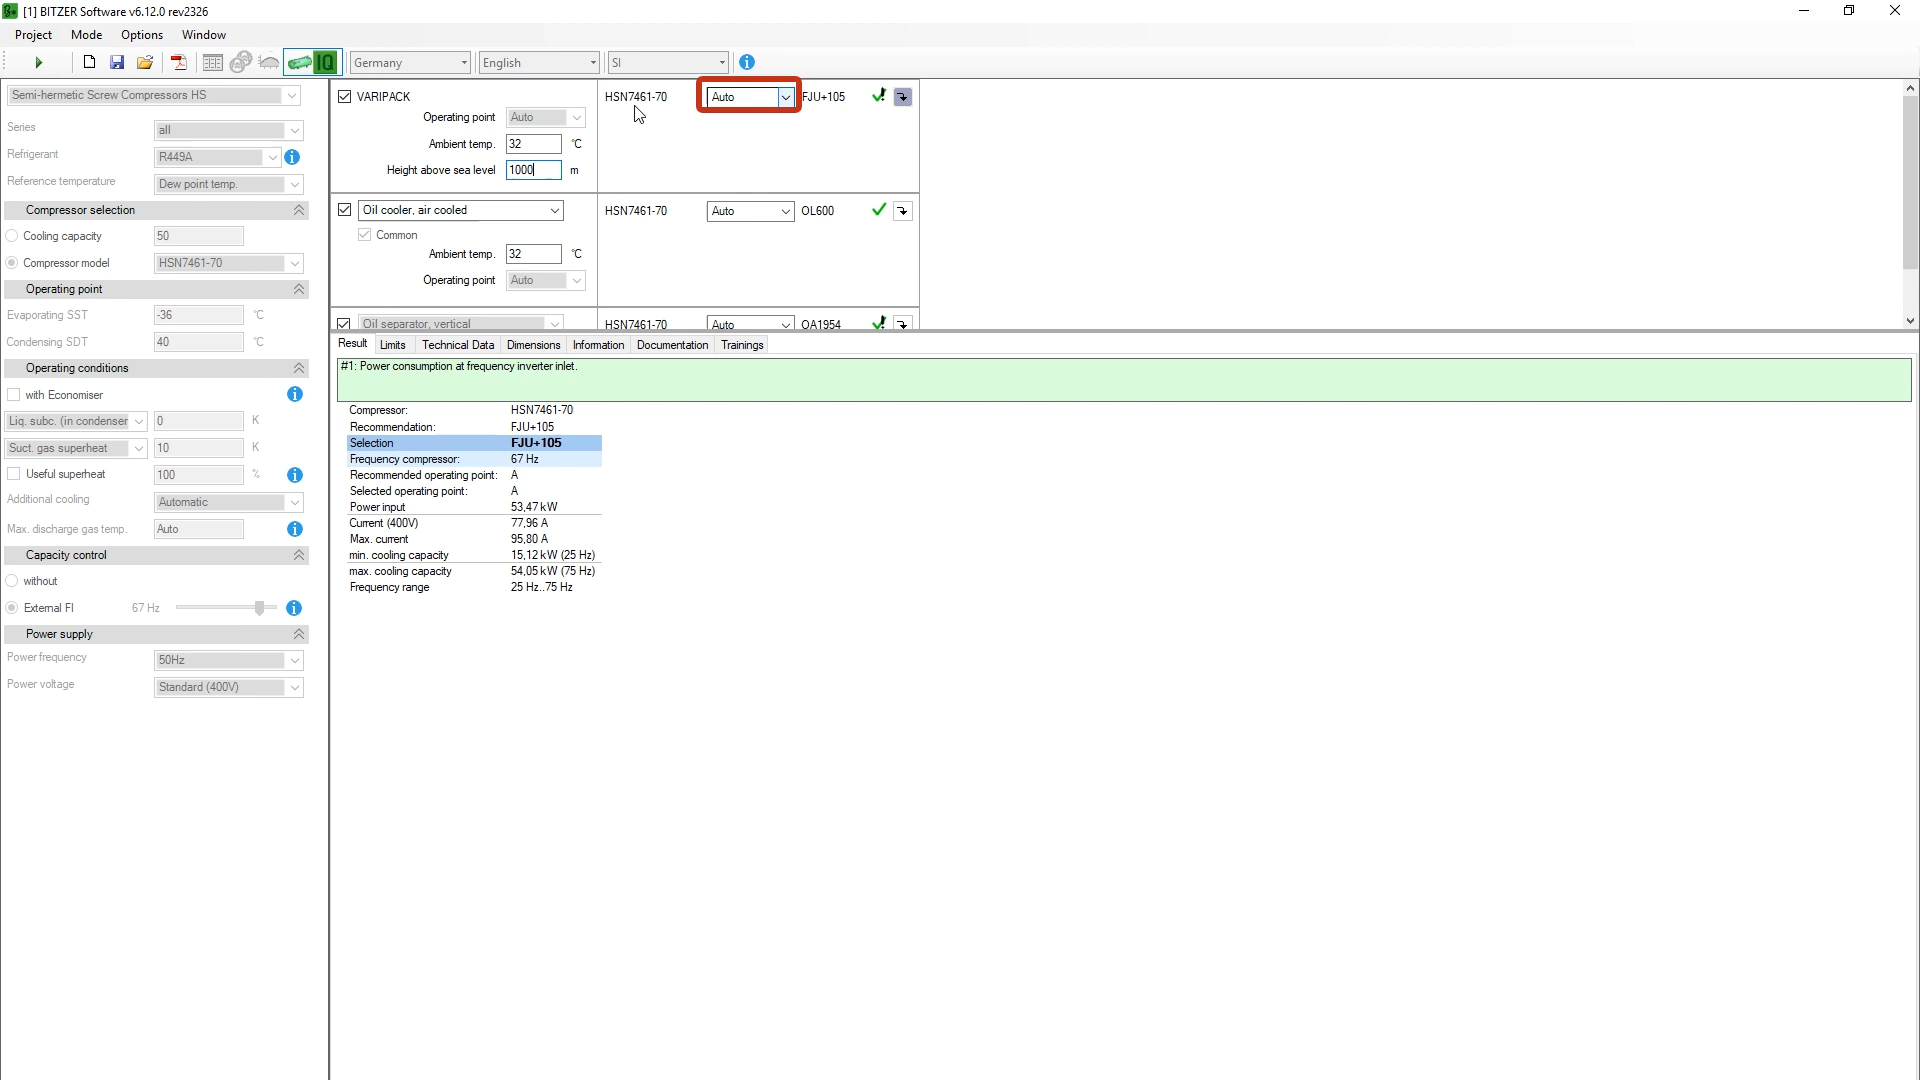 [1] BITZER Software v6.12.0 rev2326
Project Mode Options Window
IQ Germany English SI
Semi-hermetic Screw Compressors HS
Series all
Refrigerant R449A
Reference temperature Dew point temp.
Compressor selection
Cooling capacity 50
Compressor model HSN7461-70
Operating point
Evaporating SST -36 °C
Condensing SDT 40 °C
Operating conditions
with Economiser
Liq. subc. (in condenser 0 K
Suct. gas superheat 10 K
Useful superheat 100 %
Additional cooling Automatic
Max. discharge gas temp. Auto
Capacity control
without
External FI 67 Hz
Power supply
Power frequency 50Hz
Power voltage Standard (400V)
VARIPACK HSN7461-70 Auto FJU+105
Operating point Auto
Ambient temp. 32 °C
Height above sea level 1000 m
Oil cooler, air cooled HSN7461-70 Auto OL600
Common
Ambient temp. 32 °C
Operating point Auto
Oil separator, vertical HSN7461-70 Auto OA1954
Result Limits Technical Data Dimensions Information Documentation Trainings
#1: Power consumption at frequency inverter inlet.
Compressor: HSN7461-70
Recommendation: FJU+105
Selection FJU+105
Frequency compressor: 67 Hz
Recommended operating point: A
Selected operating point: A
Power input 53,47 kW
Current (400V) 77,96 A
Max. current 95,80 A
min. cooling capacity 15,12 kW (25 Hz)
max. cooling capacity 54,05 kW (75 Hz)
Frequency range 25 Hz..75 Hz